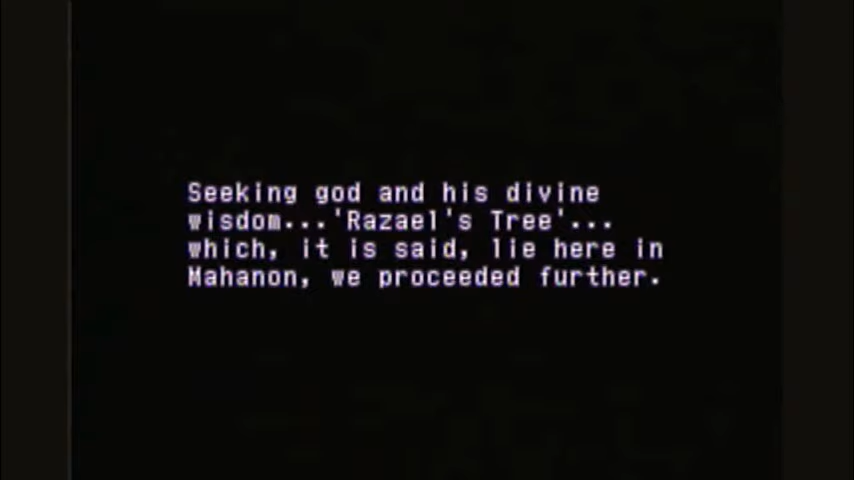 Seeking god and his divine
wisdom...'Razael's Tree'...
which, it is said, lie here in
Mahanon, we proceeded further.